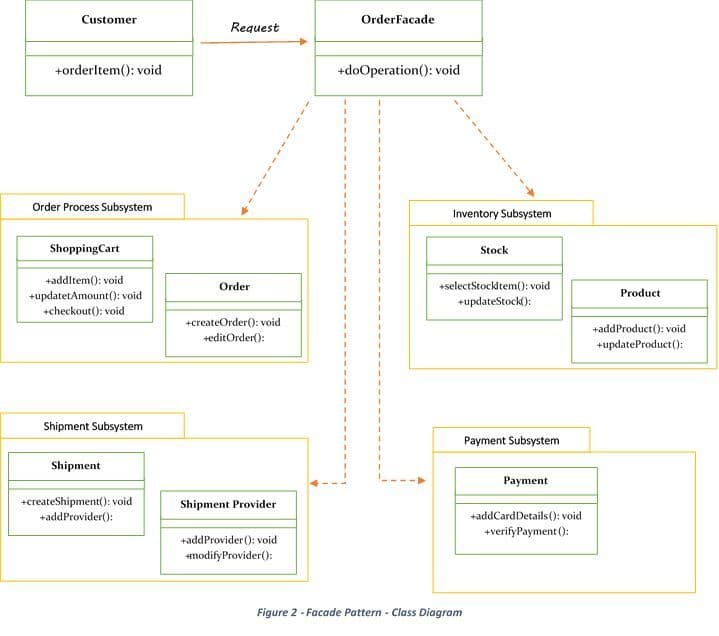 Customer
+orderItem(): void
Request
OrderFacade
+doOperation(): void
Order Process Subsystem
ShoppingCart
+addItem(): void
+updatetAmount(): void
+checkout(): void
Order
+createOrder(): void
+editOrder():
Inventory Subsystem
Stock
+selectStockItem(): void
+updateStock():
Product
+addProduct(): void
+updateProduct():
Shipment Subsystem
Shipment
+createShipment(): void
+addProvider():
Shipment Provider
+addProvider(): void
+modifyProvider():
Payment Subsystem
Payment
+addCardDetails(): void
+verifyPayment():
Figure 2 - Facade Pattern - Class Diagram